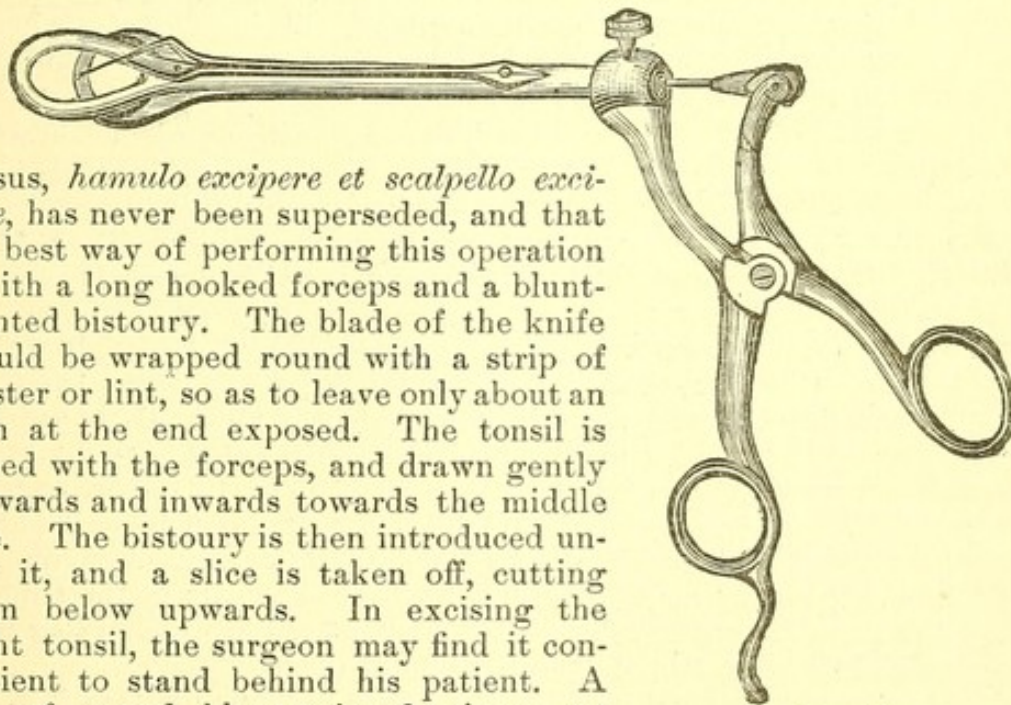 sus, hamulo excipere et scalpello exci-
e, has never been superseded, and that
best way of performing this operation
ith a long hooked forceps and a blunt-
nted bistoury. The blade of the knife
uld be wrapped round with a strip of
ster or lint, so as to leave only about an
n at the end exposed. The tonsil is
ed with the forceps, and drawn gently
wards and inwards towards the middle
. The bistoury is then introduced un-
it, and a slice is taken off, cutting
m below upwards. In excising the
nt tonsil, the surgeon may find it con-
ient to stand behind his patient. A